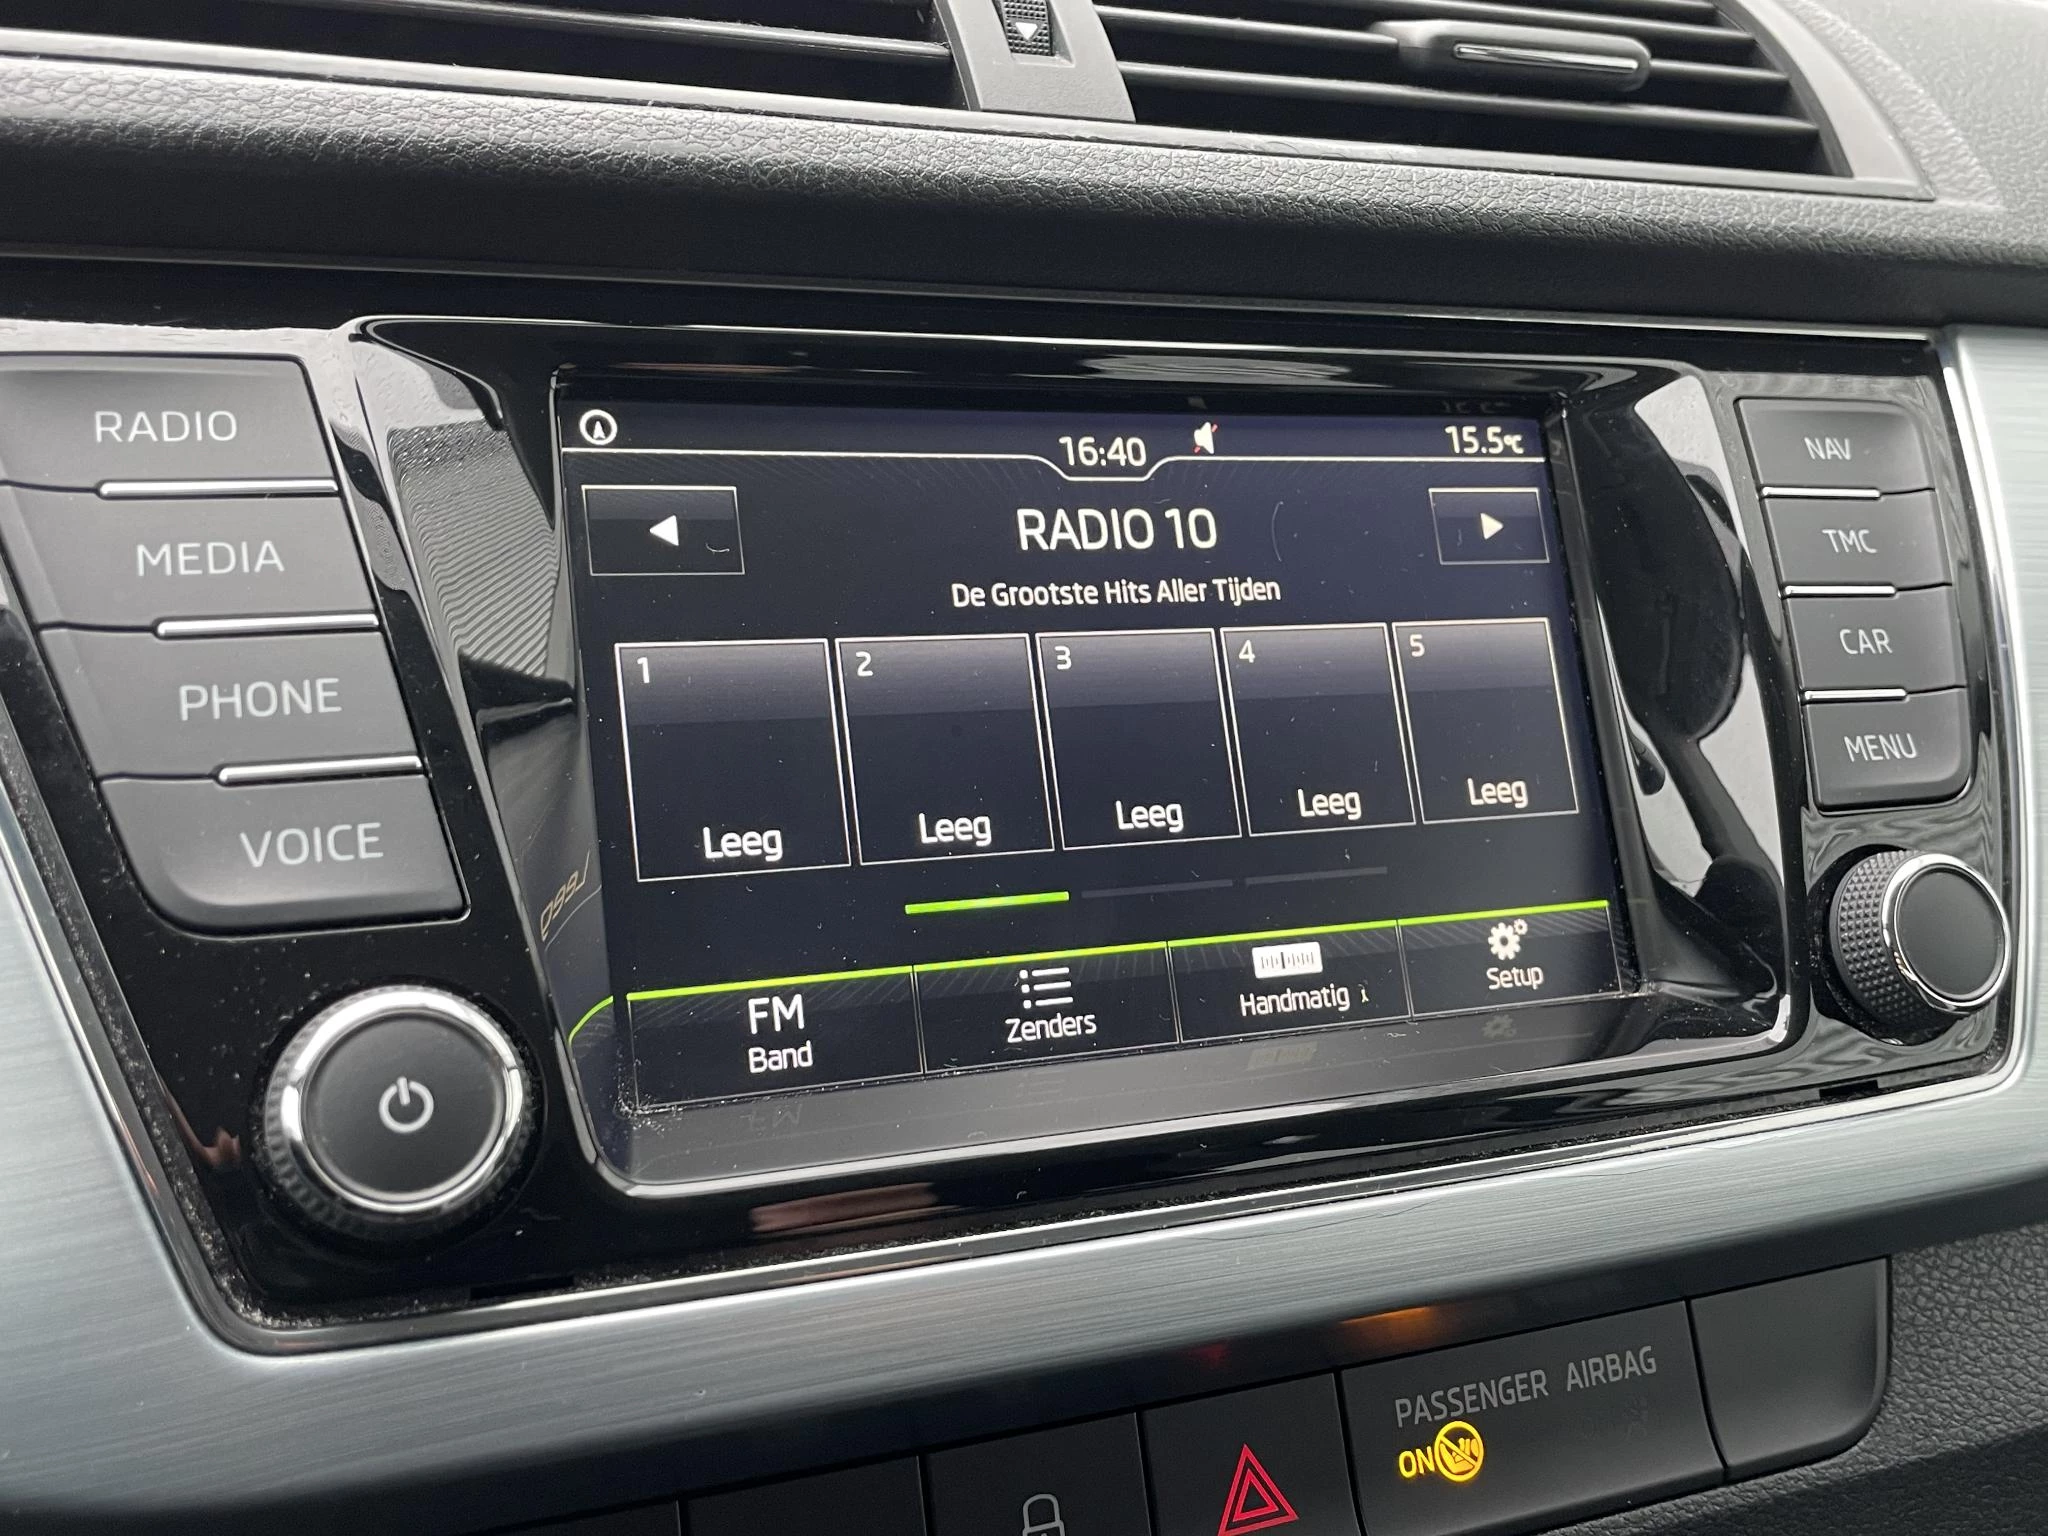 RADIO
MEDIA
PHONE
VOICE
16:40
15.5°C
RADIO 10
De Grootste Hits Aller Tijden
1
2
3
4
5
Leeg
Leeg
Leeg
Leeg
Leeg
FM
Band
Zenders
Handmatig
Setup
NAV
TMC
CAR
MENU
PASSENGER AIRBAG
ON